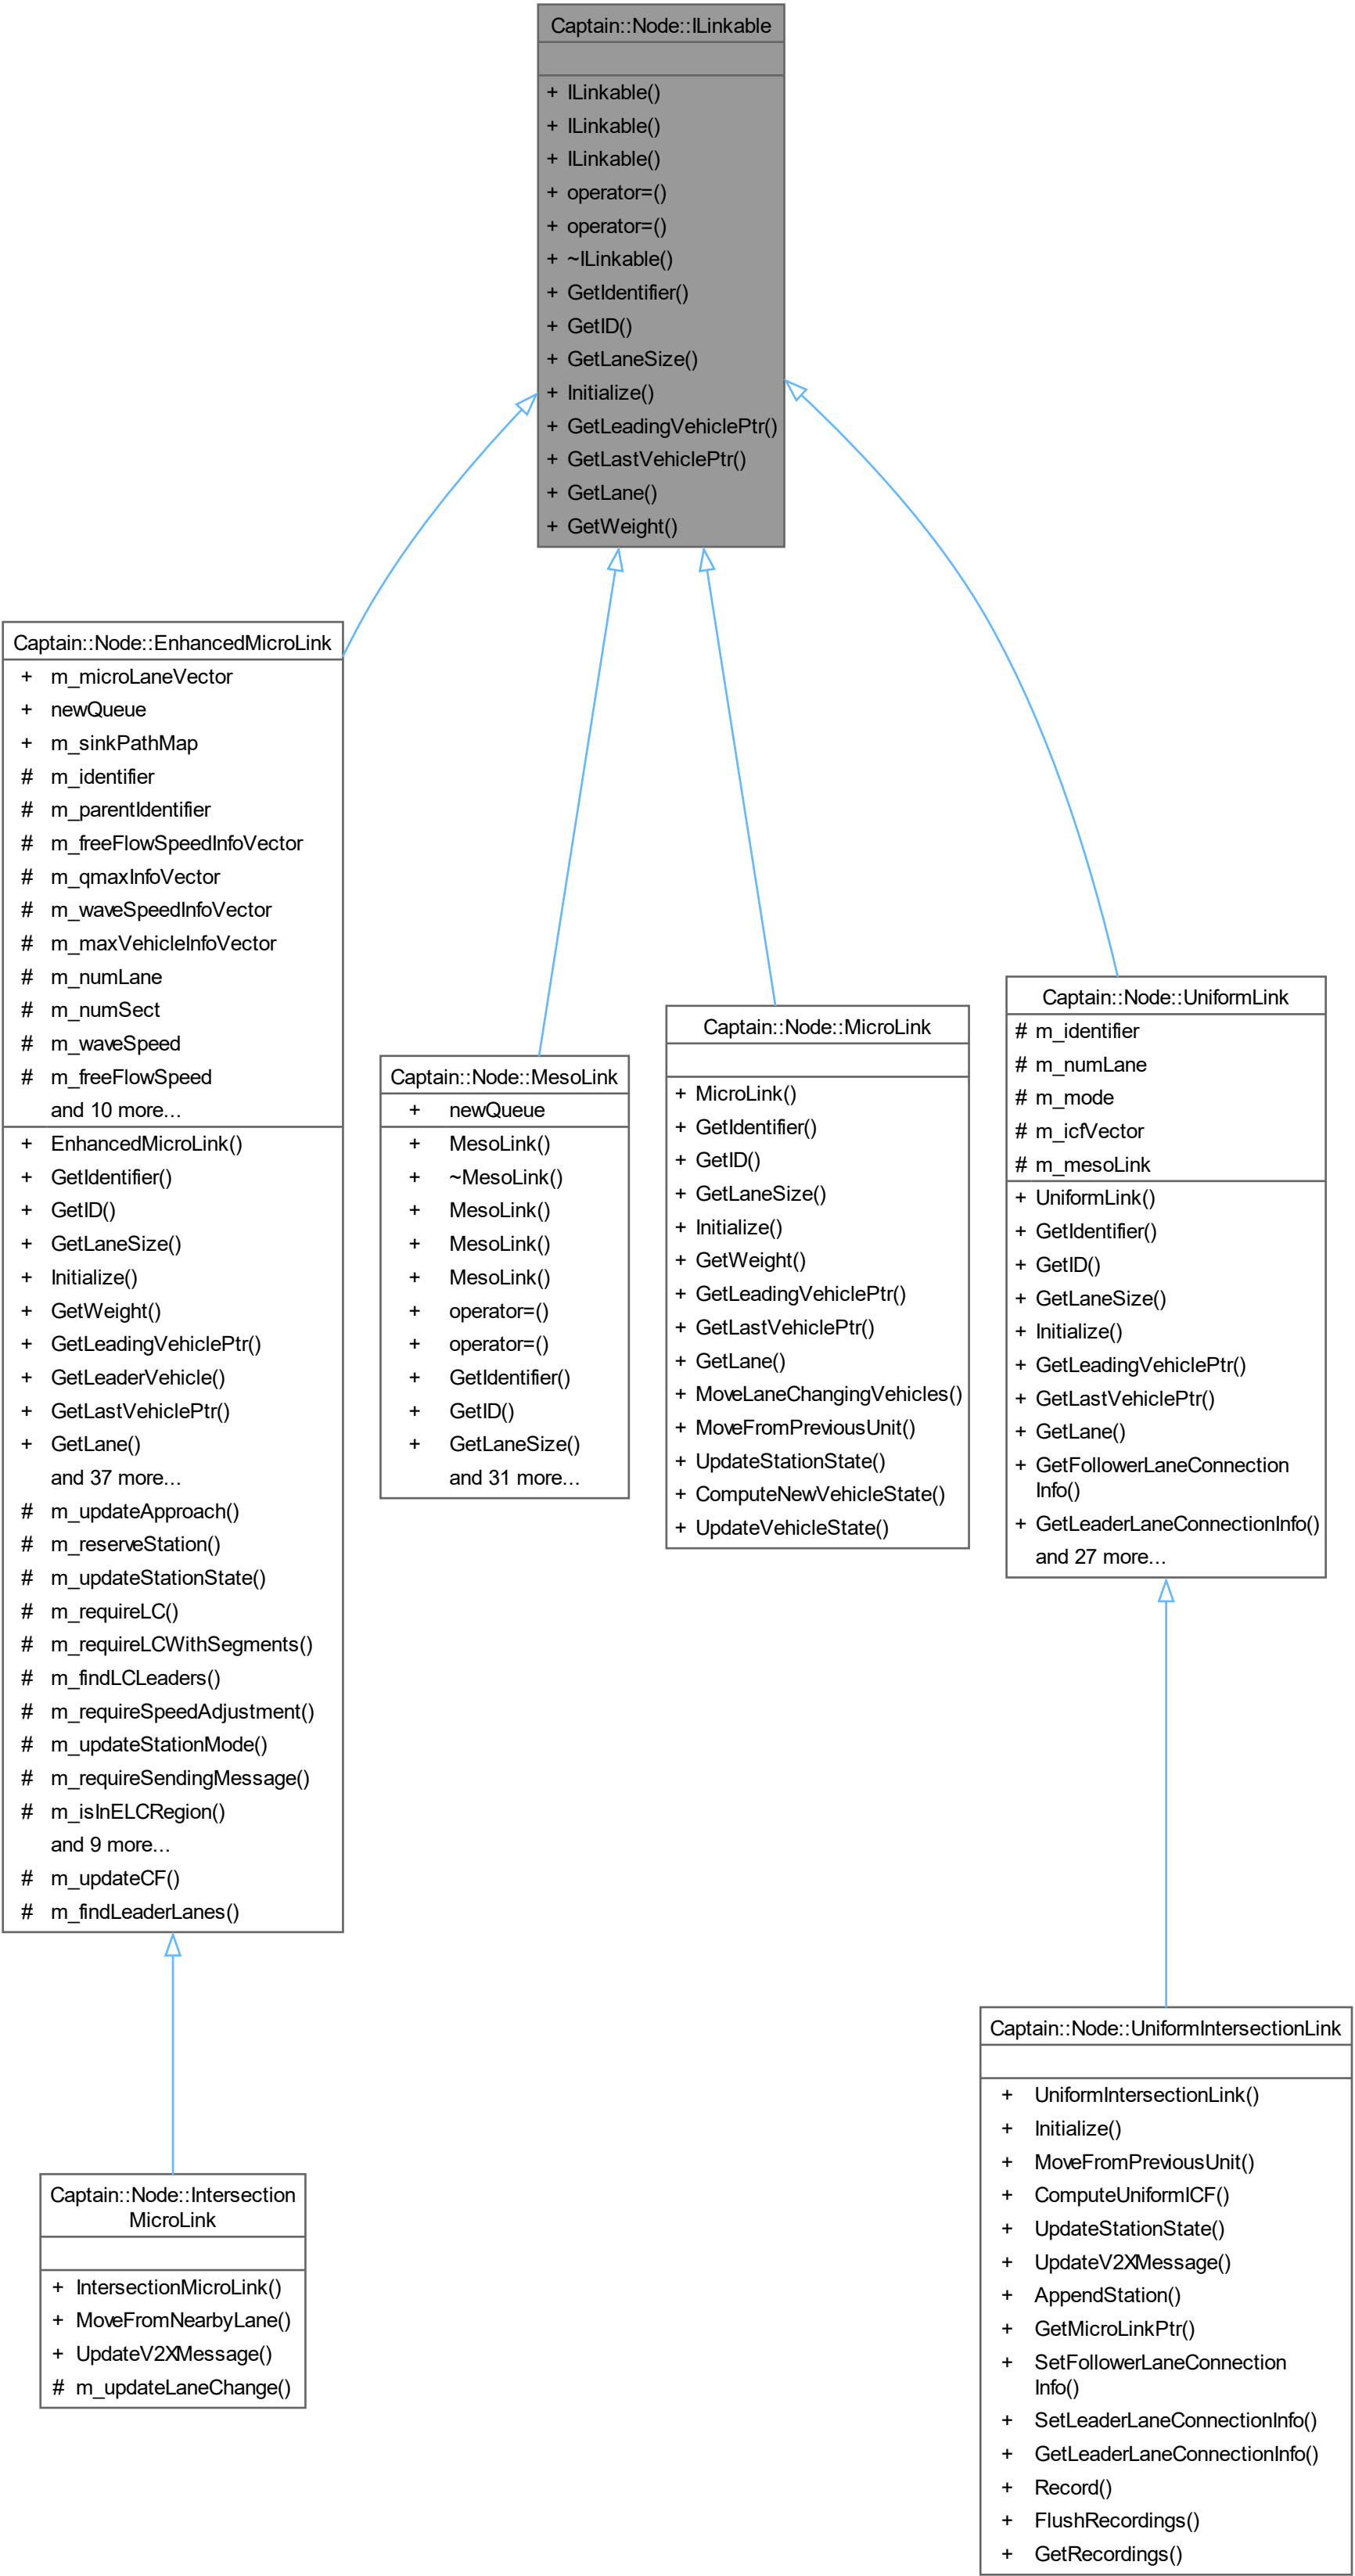 Captain::Node::ILinkable
+ ILinkable()
+ ILinkable()
+ ILinkable()
+ operator=()
+ operator=()
+ ~ILinkable()
+ GetIdentifier()
+ GetID()
+ GetLaneSize()
+ Initialize()
+ GetLeadingVehiclePtr()
+ GetLastVehiclePtr()
+ GetLane()
+ GetWeight()
Captain::Node::EnhancedMicroLink
+ m_microLaneVector
+ newQueue
+ m_sinkPathMap
# m_identifier
# m_parentIdentifier
# m_freeFlowSpeedInfoVector
# m_qmaxInfoVector
# m_waveSpeedInfoVector
# m_maxVehicleInfoVector
# m_numLane
# m_numSect
# m_waveSpeed
# m_freeFlowSpeed
and 10 more...
+ EnhancedMicroLink()
+ GetIdentifier()
+ GetID()
+ GetLaneSize()
+ Initialize()
+ GetWeight()
+ GetLeadingVehiclePtr()
+ GetLeaderVehicle()
+ GetLastVehiclePtr()
+ GetLane()
and 37 more...
# m_updateApproach()
# m_reserveStation()
# m_updateStationState()
# m_requireLC()
# m_requireLCWithSegments()
# m_findLCLeaders()
# m_requireSpeedAdjustment()
# m_updateStationMode()
# m_requireSendingMessage()
# m_isInELCRegion()
and 9 more...
# m_updateCF()
# m_findLeaderLanes()
Captain::Node::MesoLink
+ newQueue
+ MesoLink()
+ ~MesoLink()
+ MesoLink()
+ MesoLink()
+ MesoLink()
+ operator=()
+ operator=()
+ GetIdentifier()
+ GetID()
+ GetLaneSize()
and 31 more...
Captain::Node::MicroLink
+ MicroLink()
+ GetIdentifier()
+ GetID()
+ GetLaneSize()
+ Initialize()
+ GetWeight()
+ GetLeadingVehiclePtr()
+ GetLastVehiclePtr()
+ GetLane()
+ MoveLaneChangingVehicles()
+ MoveFromPreviousUnit()
+ UpdateStationState()
+ ComputeNewVehicleState()
+ UpdateVehicleState()
Captain::Node::UniformLink
# m_identifier
# m_numLane
# m_mode
# m_icfVector
# m_mesoLink
+ UniformLink()
+ GetIdentifier()
+ GetID()
+ GetLaneSize()
+ Initialize()
+ GetLeadingVehiclePtr()
+ GetLastVehiclePtr()
+ GetLane()
+ GetFollowerLaneConnection
Info()
+ GetLeaderLaneConnectionInfo()
and 27 more...
Captain::Node::Intersection
MicroLink
+ IntersectionMicroLink()
+ MoveFromNearbyLane()
+ UpdateV2XMessage()
# m_updateLaneChange()
Captain::Node::UniformIntersectionLink
+ UniformIntersectionLink()
+ Initialize()
+ MoveFromPreviousUnit()
+ ComputeUniformICF()
+ UpdateStationState()
+ UpdateV2XMessage()
+ AppendStation()
+ GetMicroLinkPtr()
+ SetFollowerLaneConnection
Info()
+ SetLeaderLaneConnectionInfo()
+ GetLeaderLaneConnectionInfo()
+ Record()
+ FlushRecordings()
+ GetRecordings()